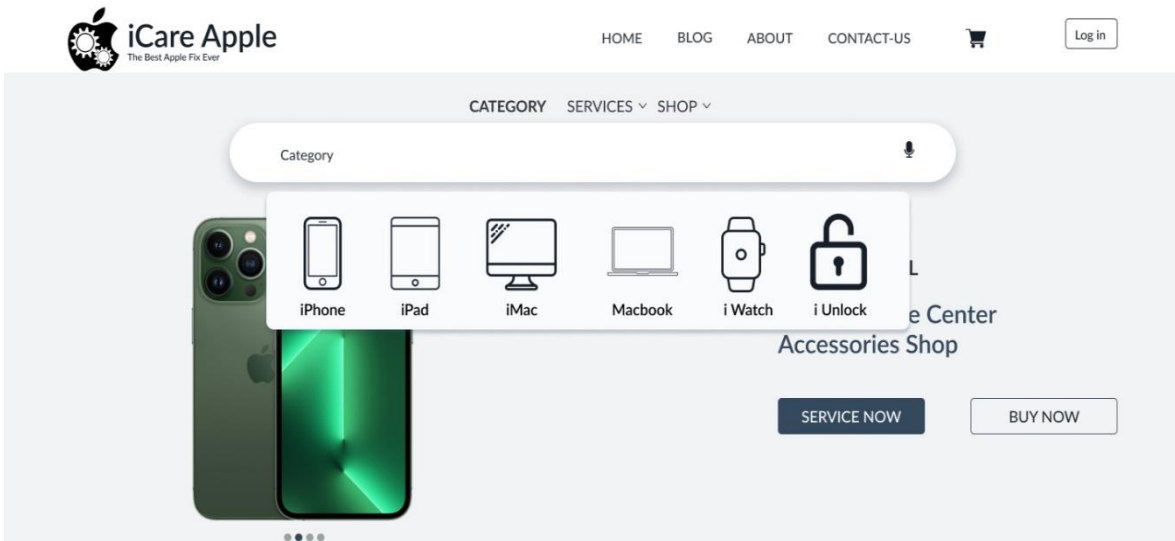 iCare Apple
The Best Apple Fix Ever
HOME BLOG ABOUT CONTACT-US
Log in
CATEGORY SERVICES SHOP
Category
iPhone iPad iMac Macbook i Watch i Unlock
L
e Center
Accessories Shop
SERVICE NOW BUY NOW